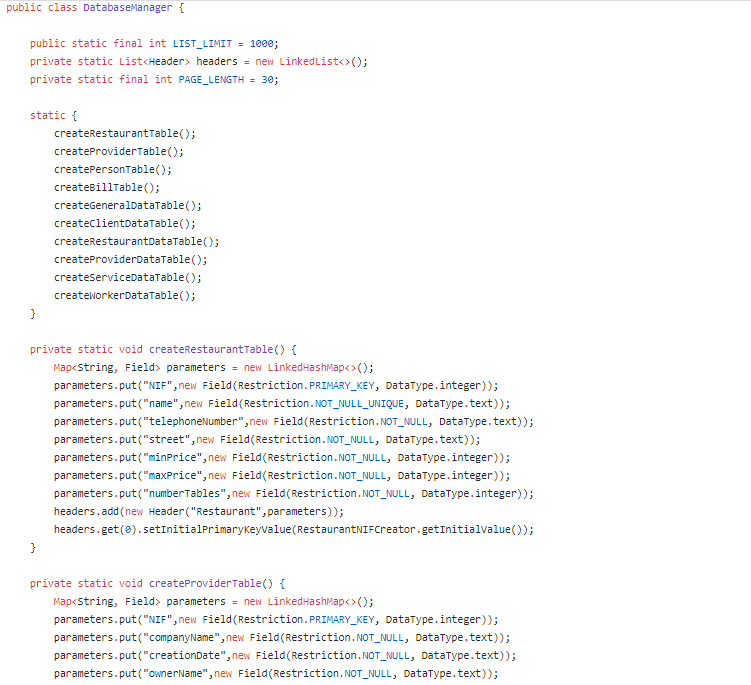 public class DatabaseManager {
public static final int LIST_LIMIT = 1000;
private static List<Header> headers = new LinkedList<>();
private static final int PAGE_LENGTH = 30;
static {
createRestaurantTable();
createProviderTable();
createPersonTable();
createBillTable();
createGeneralDataTable();
createClientDataTable();
createRestaurantDataTable();
createProviderDataTable();
createServiceDataTable();
createWorkerDataTable();
}
private static void createRestaurantTable() {
Map<String, Field> parameters = new LinkedHashMap<>();
parameters.put("NIF",new Field(Restriction.PRIMARY_KEY, DataType.integer));
parameters.put("name",new Field(Restriction.NOT_NULL_UNIQUE, DataType.text));
parameters.put("telephoneNumber",new Field(Restriction.NOT_NULL, DataType.text));
parameters.put("street",new Field(Restriction.NOT_NULL, DataType.text));
parameters.put("minPrice",new Field(Restriction.NOT_NULL, DataType.integer));
parameters.put("maxPrice",new Field(Restriction.NOT_NULL, DataType.integer));
parameters.put("numberTables",new Field(Restriction.NOT_NULL, DataType.integer));
headers.add(new Header("Restaurant",parameters));
headers.get(0).setInitialPrimaryKeyValue(RestaurantNIFCreator.getInitialValue());
}
private static void createProviderTable() {
Map<String, Field> parameters = new LinkedHashMap<>();
parameters.put("NIF",new Field(Restriction.PRIMARY_KEY, DataType.integer));
parameters.put("companyName",new Field(Restriction.NOT_NULL, DataType.text));
parameters.put("creationDate",new Field(Restriction.NOT_NULL, DataType.text));
parameters.put("ownerName",new Field(Restriction.NOT_NULL, DataType.text));